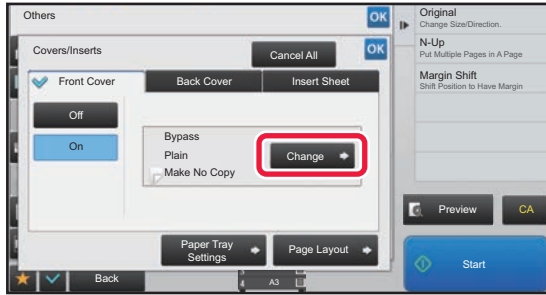 Others
OK
Covers/Inserts
Cancel All
OK
Front Cover
Back Cover
Insert Sheet
Off
On
Bypass
Plain
Make No Copy
Change
Paper Tray
Settings
Page Layout
Back
4
A3
Original
Change Size/Direction.
N-Up
Put Multiple Pages in A Page
Margin Shift
Shift Position to Have Margin
Preview
CA
Start